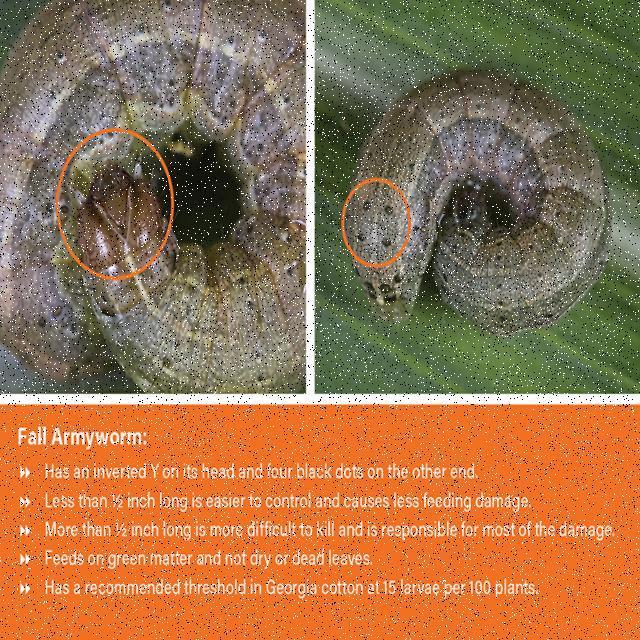 Fall Armyworm:
Has an inverted Y on its head and four black dots on the other end.
Less than ½ inch long is easier to control and causes less feeding damage.
More than ½ inch long is more difficult to kill and is responsible for most of the damage.
Feeds on green matter and not dry or dead leaves.
Has a recommended threshold in Georgia cotton at 15 larvae per 100 plants.